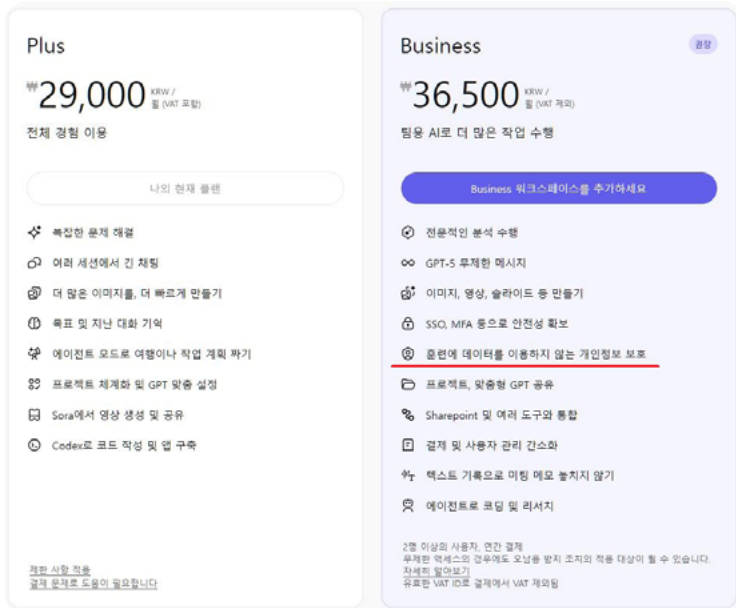 Plus
₩29,000 KRW / 월 (VAT 포함)
전체 경험 이용
나의 현재 플랜
복잡한 문제 해결
여러 세션에서 긴 채팅
더 많은 이미지를, 더 빠르게 만들기
목표 및 지난 대화 기억
에이전트 모드로 여행이나 작업 계획 짜기
프로젝트 체계화 및 GPT 맞춤 설정
Sora에서 영상 생성 및 공유
Codex로 코드 작성 및 앱 구축
제한 사항 적용
결제 문제로 도움이 필요합니다
Business
권장
₩36,500 KRW / 월 (VAT 제외)
팀용 AI로 더 많은 작업 수행
Business 워크스페이스를 추가하세요
전문적인 분석 수행
GPT-5 무제한 메시지
이미지, 영상, 슬라이드 등 만들기
SSO, MFA 등으로 안전성 확보
훈련에 데이터를 이용하지 않는 개인정보 보호
프로젝트, 맞춤형 GPT 공유
Sharepoint 및 여러 도구와 통합
결제 및 사용자 관리 간소화
텍스트 기록으로 미팅 메모 놓치지 않기
에이전트로 코딩 및 리서치
2명 이상의 사용자, 연간 결제
무제한 액세스의 경우에도 오남용 방지 조치의 적용 대상이 될 수 있습니다.
자세히 알아보기
유효한 VAT ID로 결제에서 VAT 제외됨